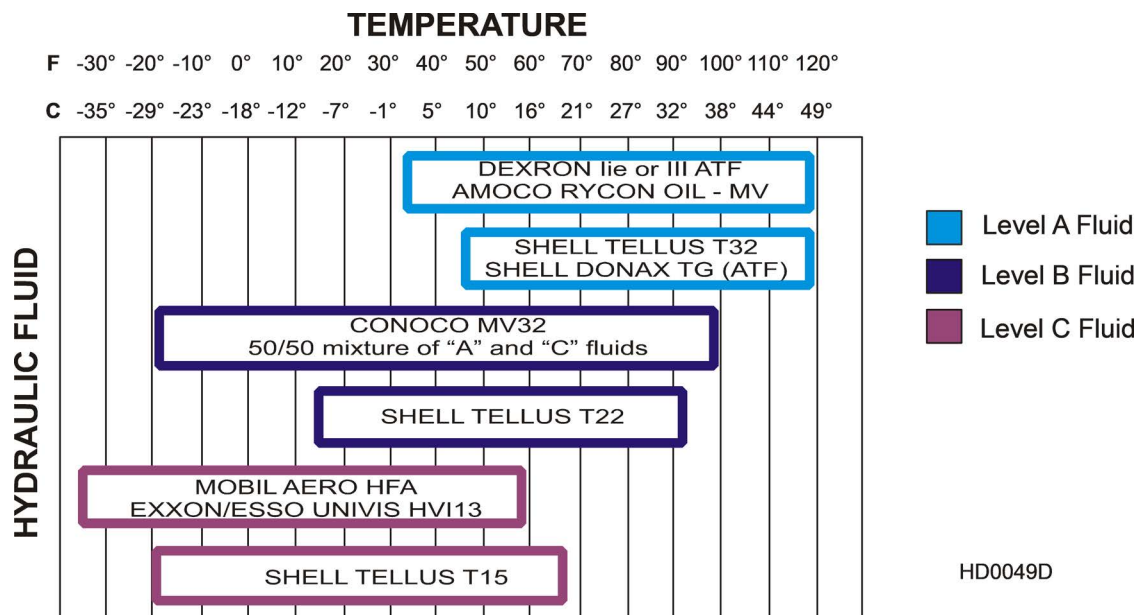 TEMPERATURE
F -30° -20° -10° 0° 10° 20° 30° 40° 50° 60° 70° 80° 90° 100° 110° 120°
C -35° -29° -23° -18° -12° -7° -1° 5° 10° 16° 21° 27° 32° 38° 44° 49°
HYDRAULIC FLUID
DEXRON Iie or III ATF
AMOCO RYCON OIL - MV
SHELL TELLUS T32
SHELL DONAX TG (ATF)
CONOCO MV32
50/50 mixture of “A” and “C” fluids
SHELL TELLUS T22
MOBIL AERO HFA
EXXON/ESSO UNIVIS HVI13
SHELL TELLUS T15
Level A Fluid
Level B Fluid
Level C Fluid
HD0049D